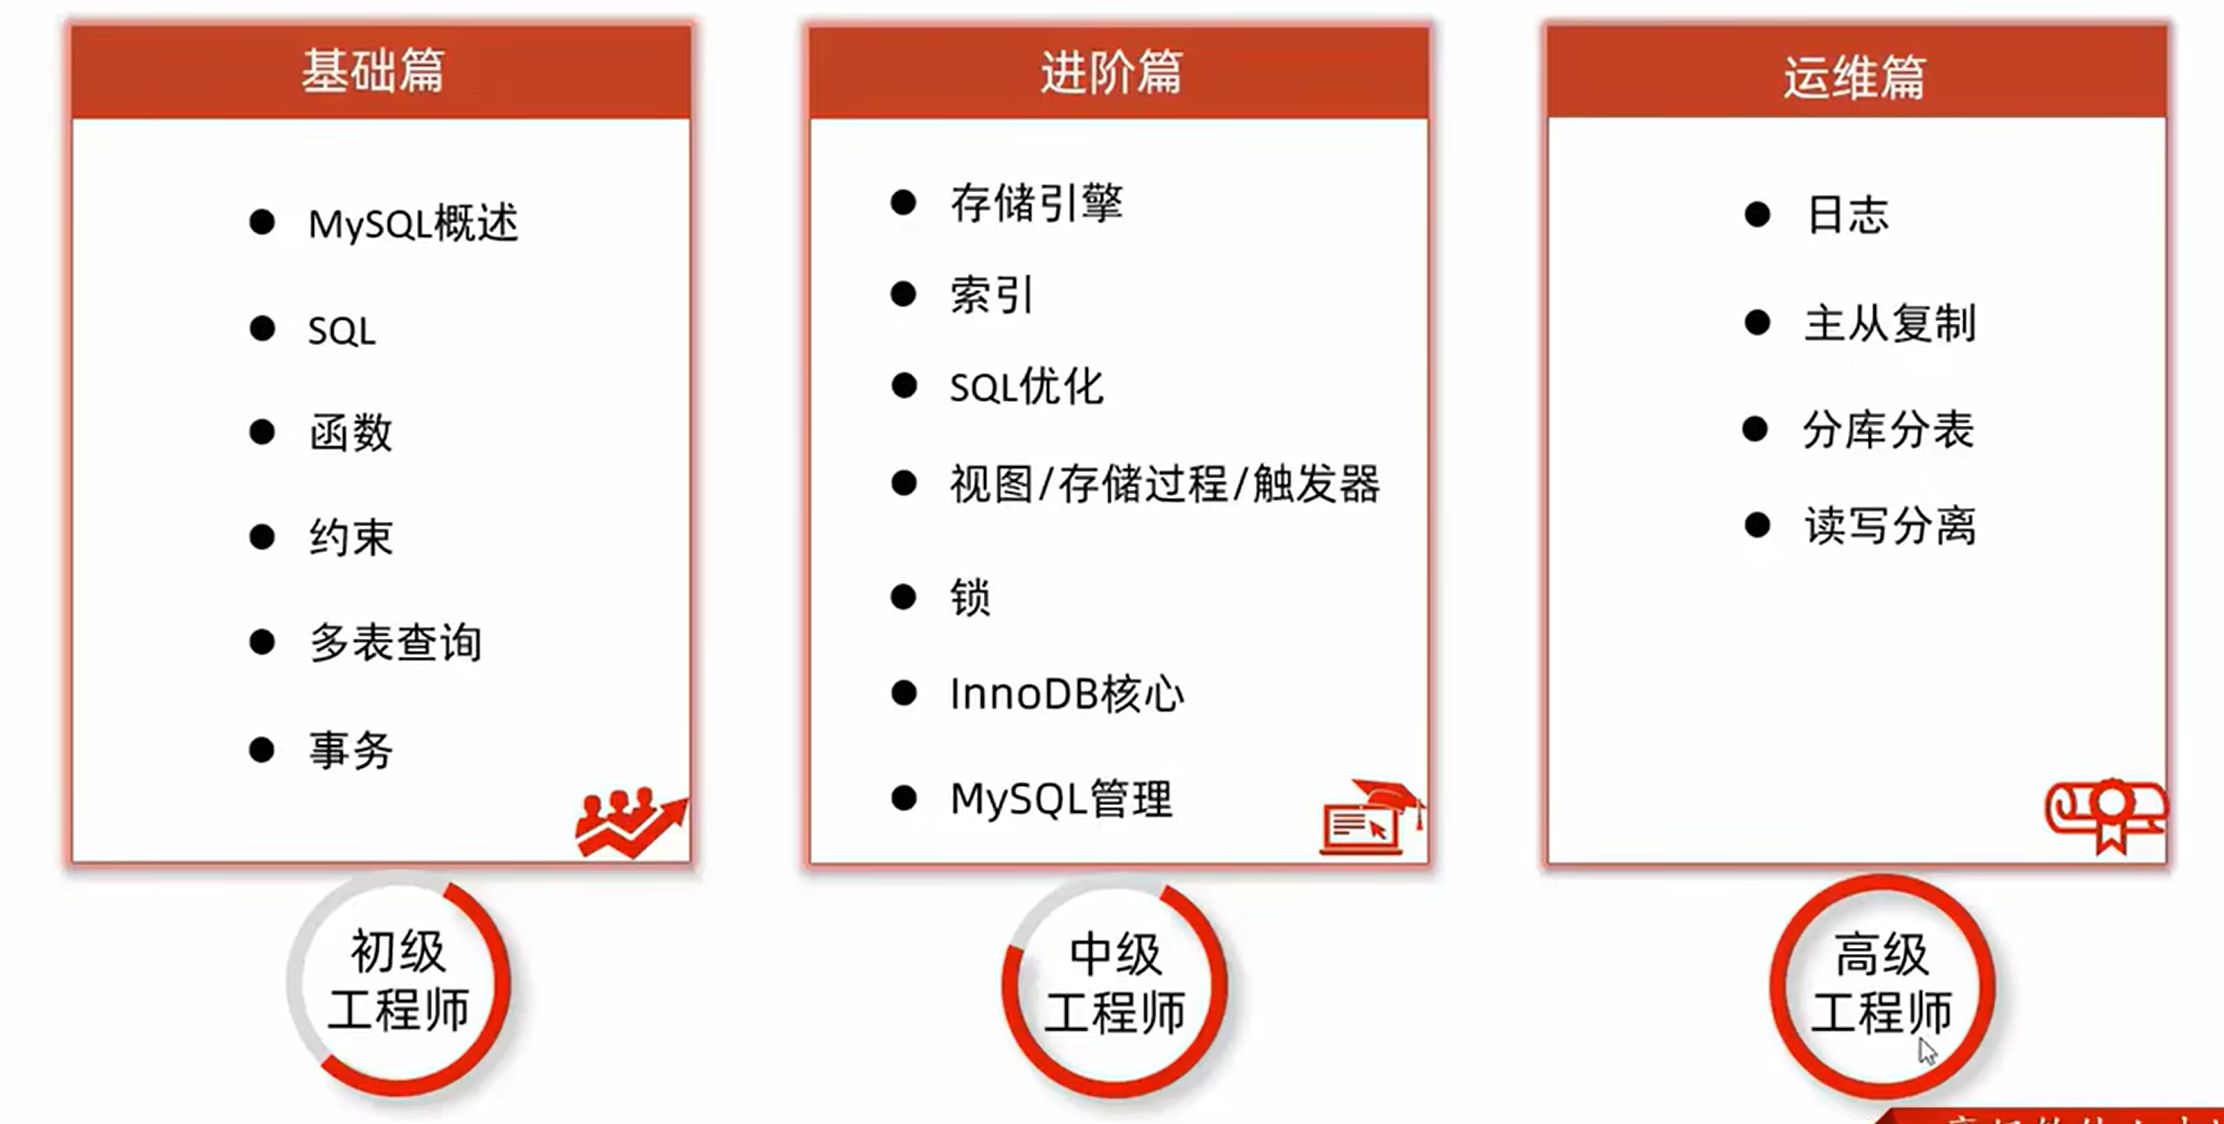 基础篇
MySQL概述
SQL
函数
约束
多表查询
事务
初级
工程师
进阶篇
存储引擎
索引
SQL优化
视图/存储过程/触发器
锁
InnoDB核心
MySQL管理
中级
工程师
运维篇
日志
主从复制
分库分表
读写分离
高级
工程师